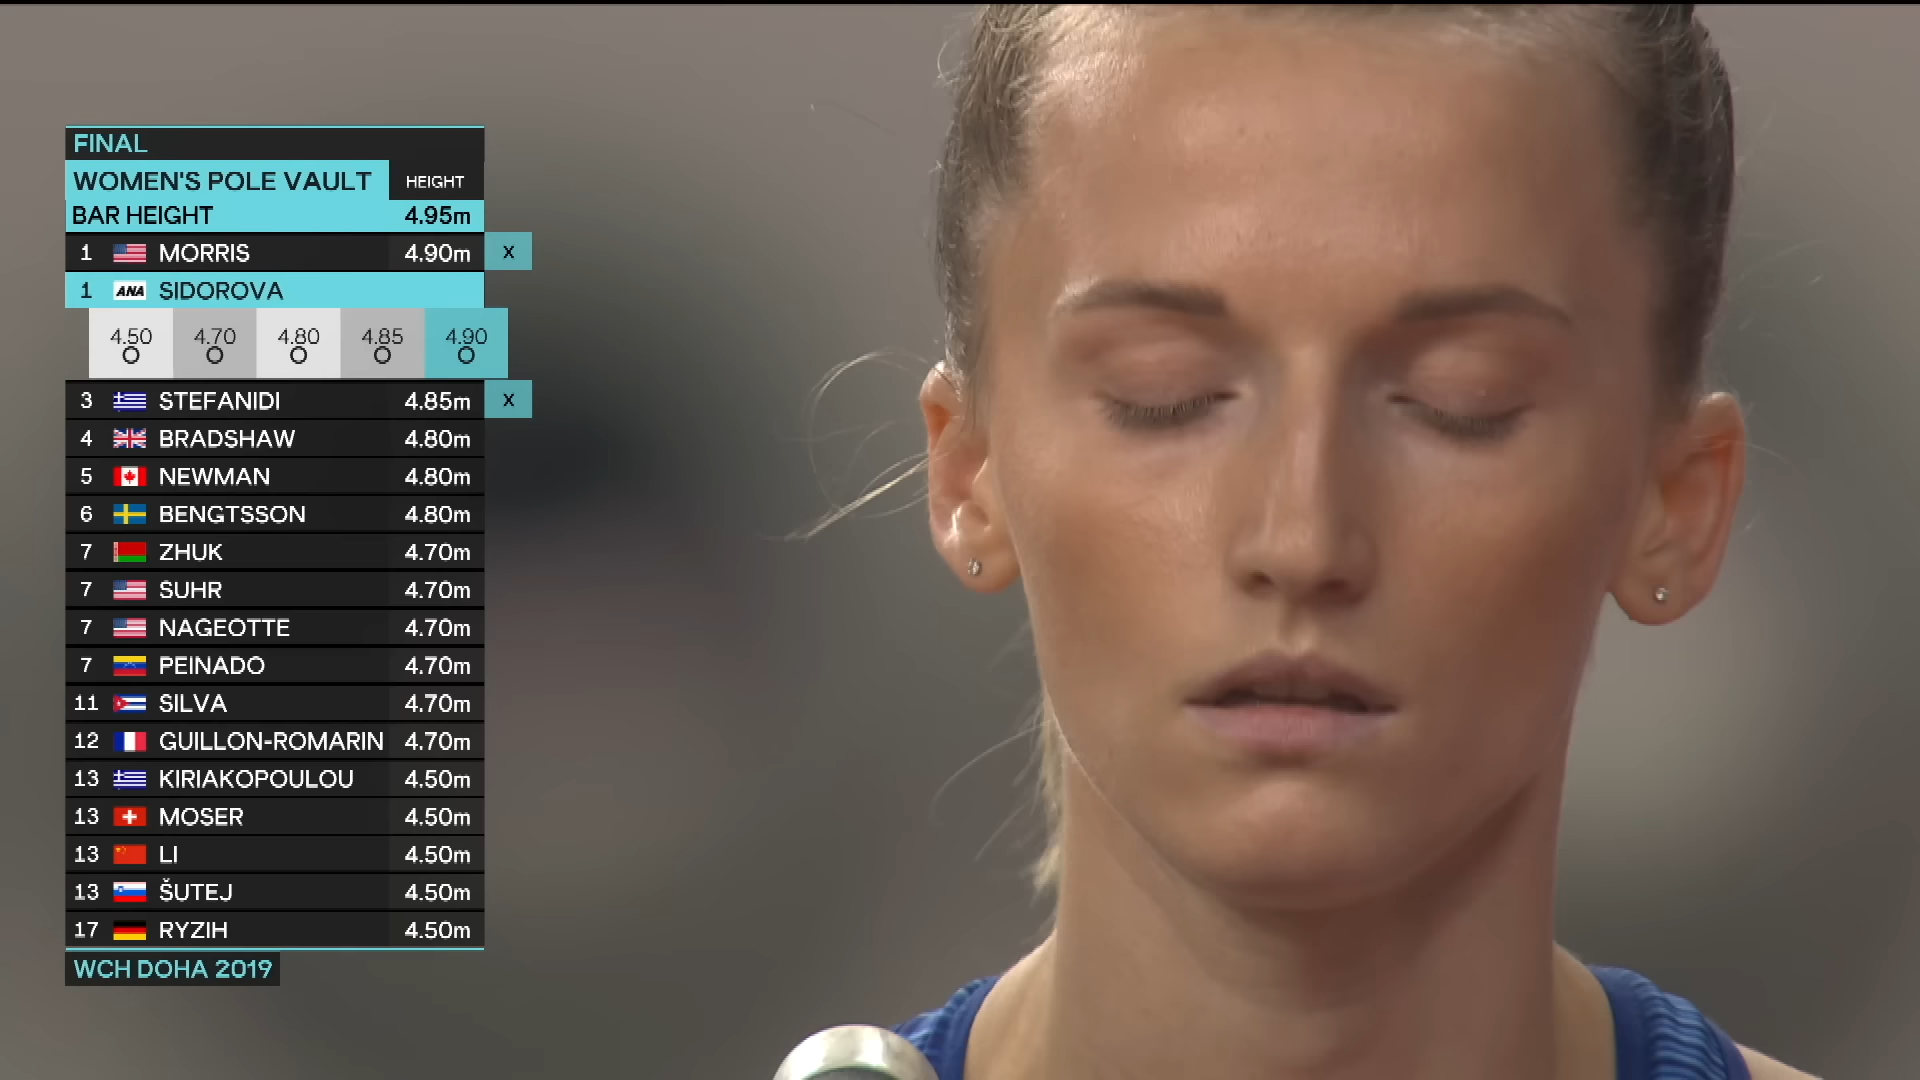 FINAL
WOMEN'S POLE VAULT HEIGHT
BAR HEIGHT 4.95m
1 MORRIS 4.90m X
1 ANA SIDOROVA
4.50 4.70 4.80 4.85 4.90
O O O O O
3 STEFANIDI 4.85m X
4 BRADSHAW 4.80m
5 NEWMAN 4.80m
6 BENGTSSON 4.80m
7 ZHUK 4.70m
7 SUHR 4.70m
7 NAGEOTTE 4.70m
7 PEINADO 4.70m
11 SILVA 4.70m
12 GUILLON-ROMARIN 4.70m
13 KIRIAKOPOULOU 4.50m
13 MOSER 4.50m
13 LI 4.50m
13 ŠUTEJ 4.50m
17 RYZIH 4.50m
WCH DOHA 2019